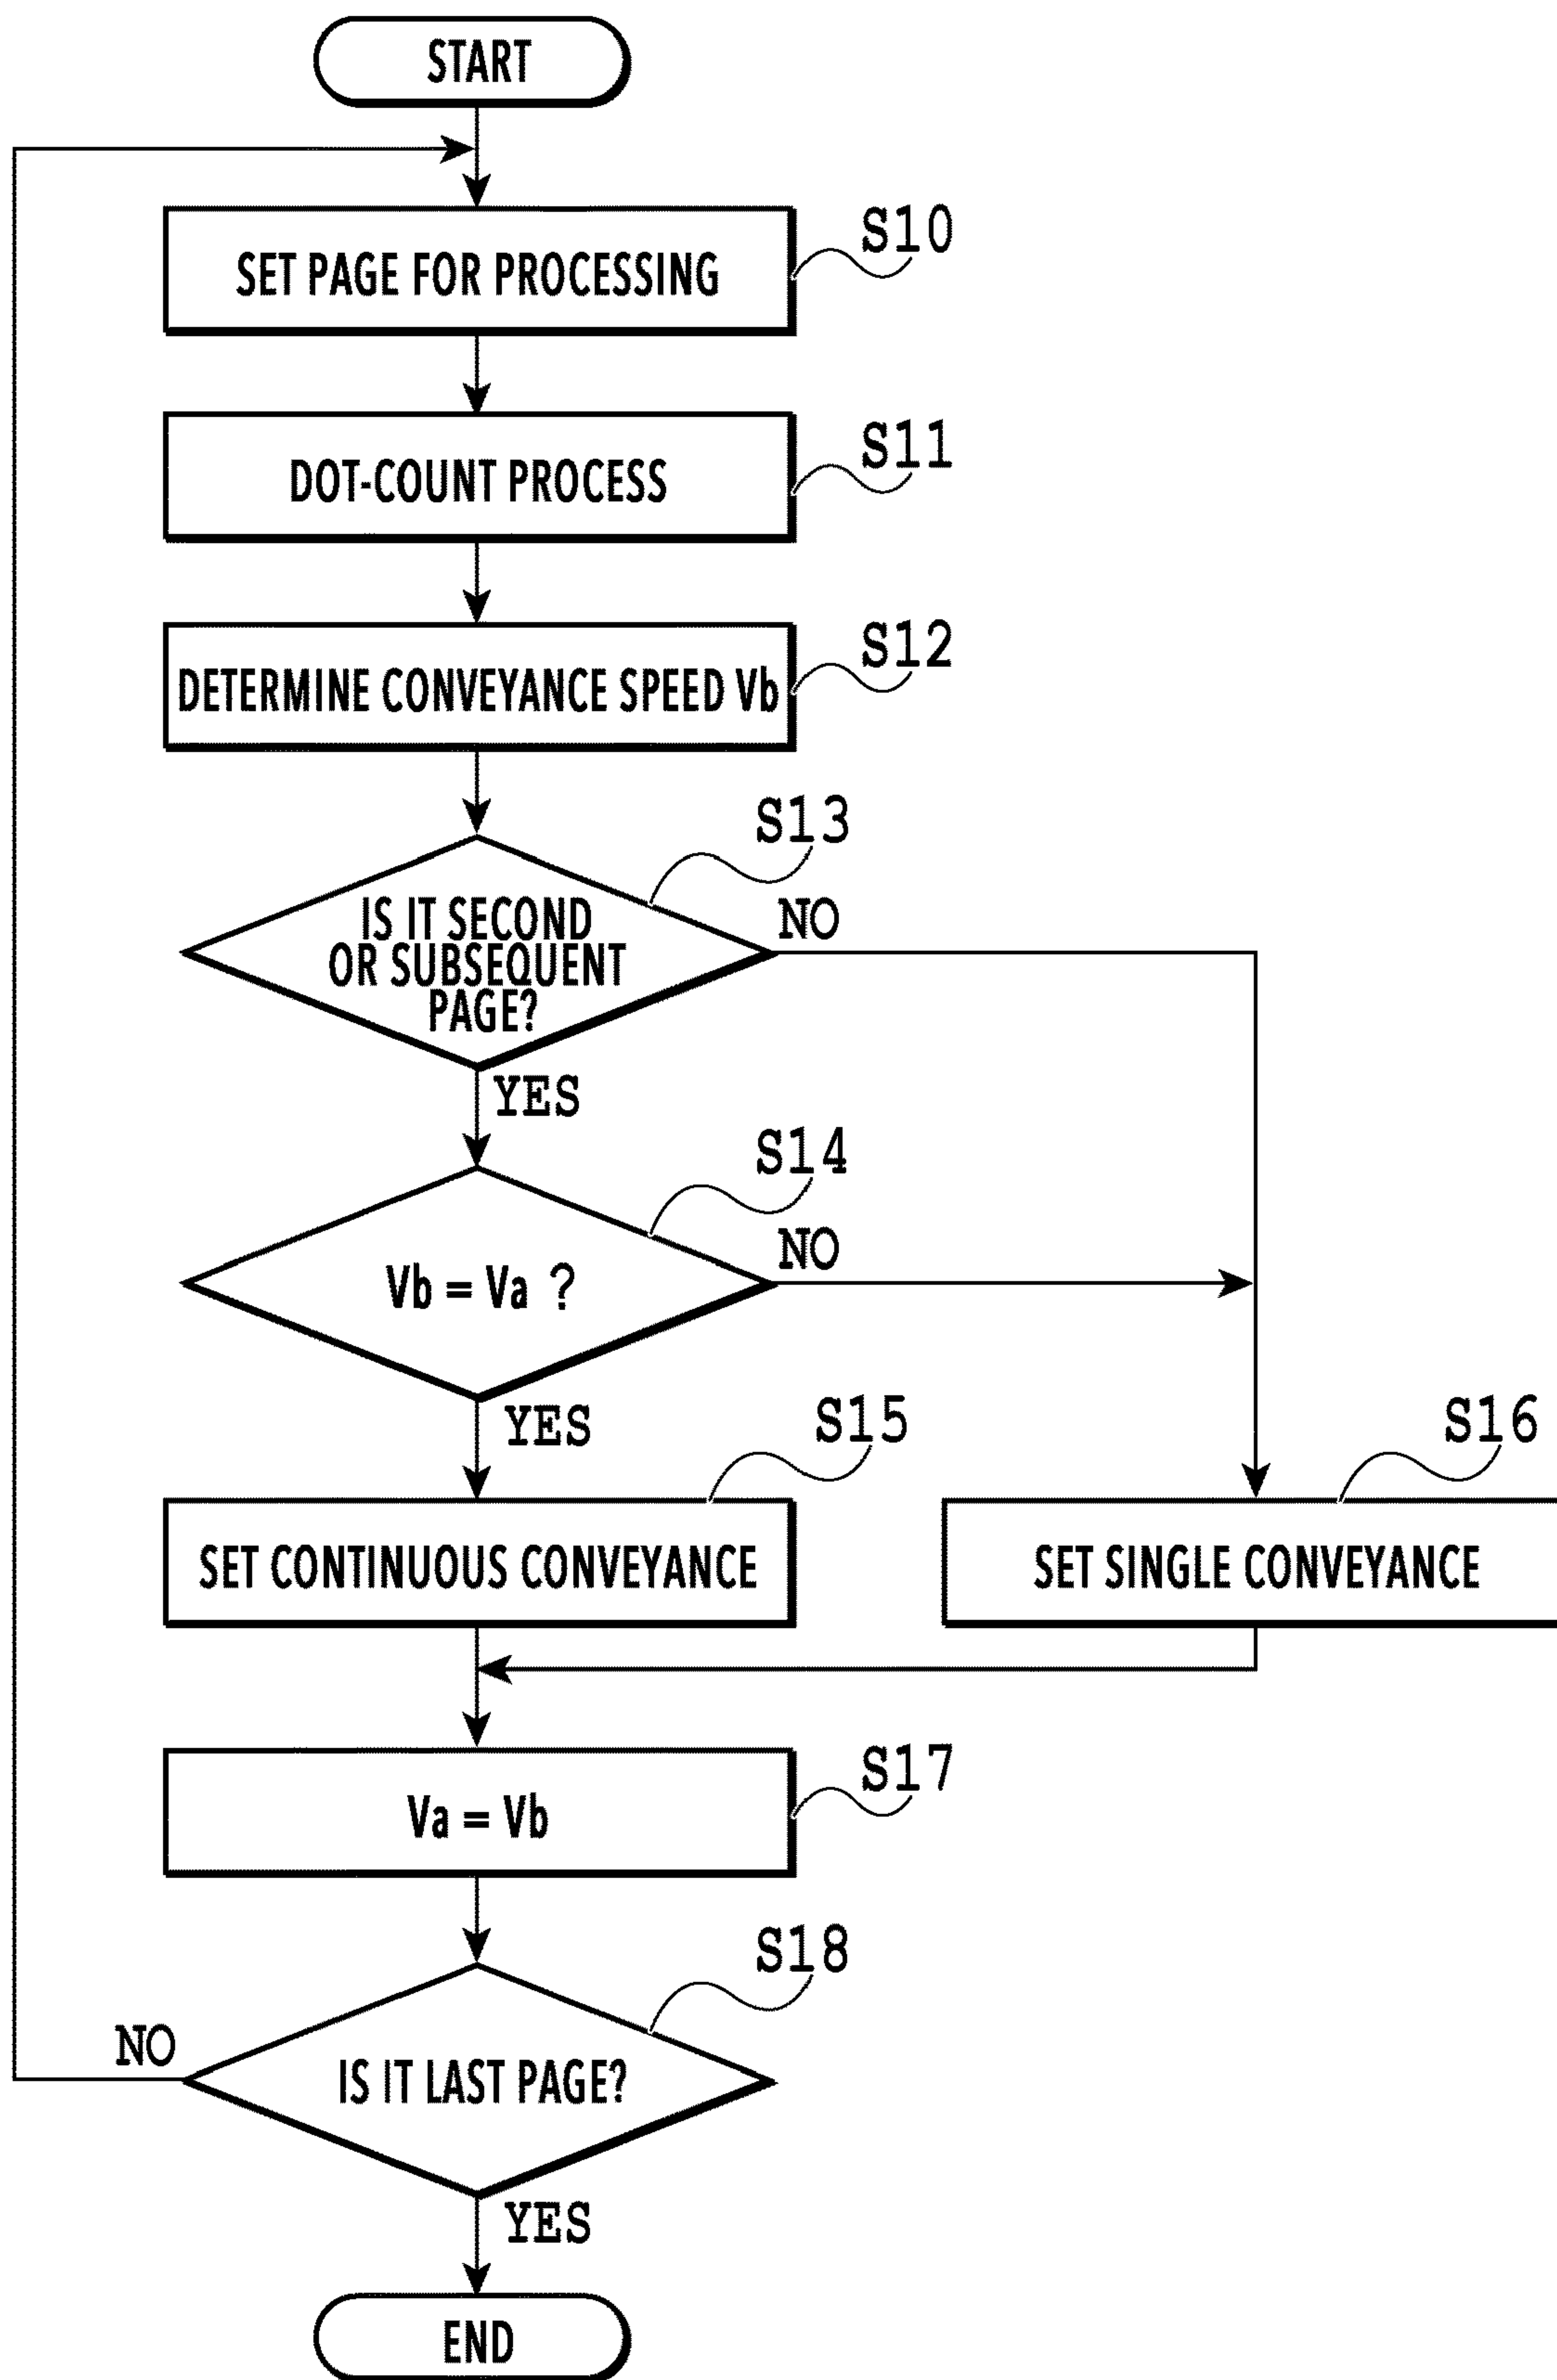 START
S10
SET PAGE FOR PROCESSING
S11
DOT-COUNT PROCESS
S12
DETERMINE CONVEYANCE SPEED Vb
S13
IS IT SECOND
OR SUBSEQUENT
PAGE?
NO
YES
S14
Vb = Va ?
NO
YES
S15
SET CONTINUOUS CONVEYANCE
S16
SET SINGLE CONVEYANCE
S17
Va = Vb
S18
IS IT LAST PAGE?
NO
YES
END